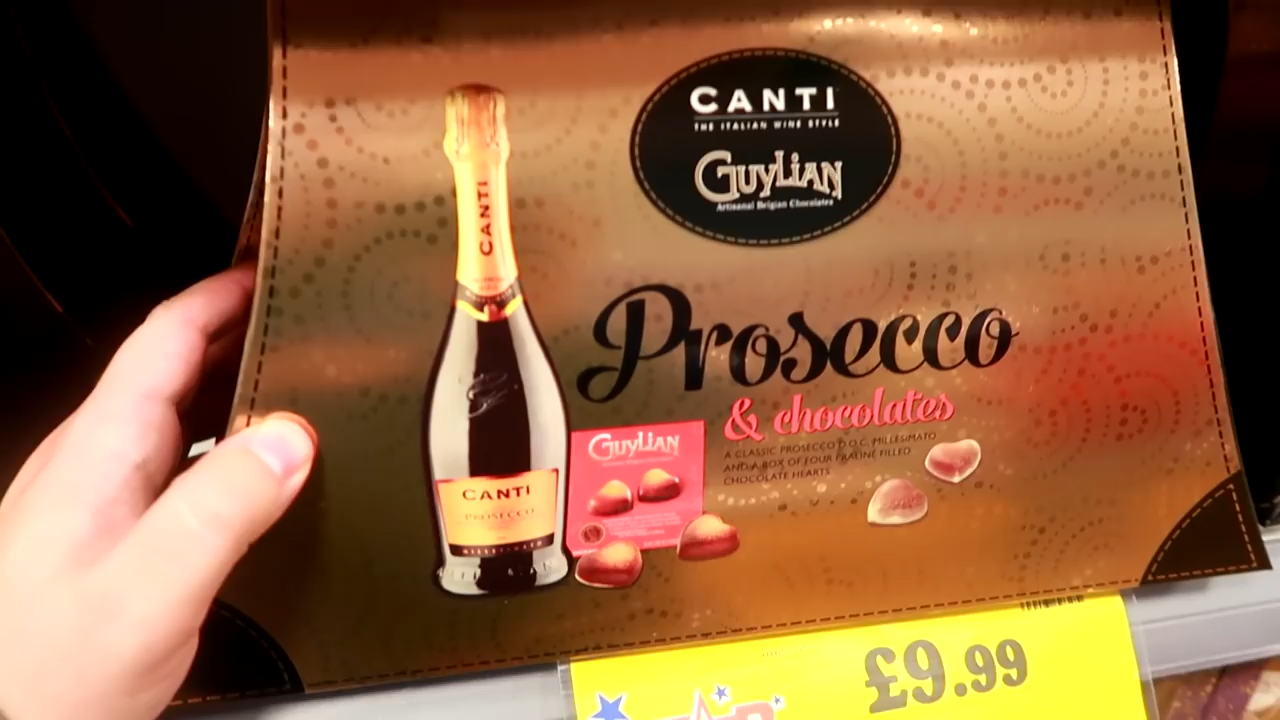 CANTI
THE ITALIAN WINE STYLE
GUYLIAN
Artisanal Belgian Chocolates
CANTI
Prosecco
& chocolates
A CLASSIC PROSECCO D.O.C. MILLESIMATO
AND A BOX OF FOUR PRALINE FILLED
CHOCOLATE HEARTS
GUYLIAN
CANTI
PROSECCO
£9.99